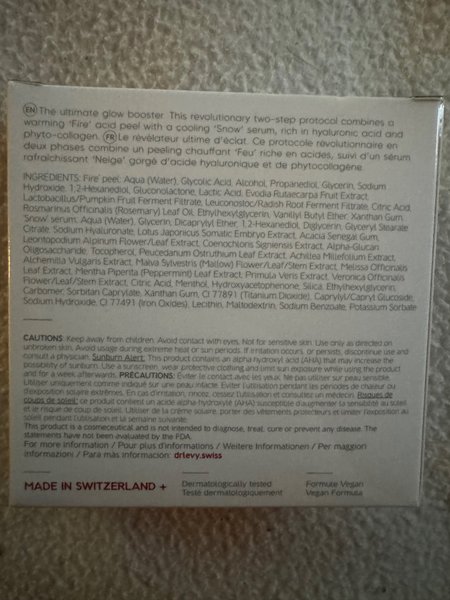 EN The ultimate glow booster. This revolutionary two-step protocol combines a
warming 'Fire' acid peel with a cooling 'Snow' serum, rich in hyaluronic acid and
phyto-collagen. FR Le révélateur ultime d'éclat. Ce protocole révolutionnaire en
deux phases combine un peeling chauffant 'Feu' riche en acides, suivi d'un sérum
rafraîchissant 'Neige' gorgé d'acide hyaluronique et de phytocollagène.
INGREDIENTS: 'Fire' peel: Aqua (Water), Glycolic Acid, Alcohol, Propanediol, Glycerin, Sodium
Hydroxide, 1,2-Hexanediol, Gluconolactone, Lactic Acid, Evodia Rutaecarpa Fruit Extract,
Lactobacillus/Pumpkin Fruit Ferment Filtrate, Leuconostoc/Radish Root Ferment Filtrate, Citric Acid,
Rosmarinus Officinalis (Rosemary) Leaf Oil, Ethylhexylglycerin, Vanillyl Butyl Ether, Xanthan Gum.
'Snow' serum, Aqua (Water), Glycerin, Dicaprylyl Ether, 1,2-Hexanediol, Diglycerin, Glyceryl Stearate
Citrate, Sodium Hyaluronate, Lotus Japonicus Somatic Embryo Extract, Acacia Senegal Gum,
Leontopodium Alpinum Flower/Leaf Extract, Coenochloris Signiensis Extract, Alpha-Glucan
Oligosaccharide, Tocopherol, Peucedanum Ostruthium Leaf Extract, Achillea Millefolium Extract,
Alchemilla Vulgaris Extract, Malva Sylvestris (Mallow) Flower/Leaf/Stem Extract, Melissa Officinalis
Leaf Extract, Mentha Piperita (Peppermint) Leaf Extract, Primula Veris Extract, Veronica Officinalis
Flower/Leaf/Stem Extract, Citric Acid, Menthol, Hydroxyacetophenone, Silica, Ethylhexylglycerin,
Carbomer, Sorbitan Caprylate, Xanthan Gum, CI 77891 (Titanium Dioxide), Caprylyl/Capryl Glucoside,
Sodium Hydroxide, CI 77491 (Iron Oxides), Lecithin, Maltodextrin, Sodium Benzoate, Potassium Sorbate
CAUTIONS: Keep away from children. Avoid contact with eyes. Not for sensitive skin. Use only as directed on
unbroken skin. Avoid usage during extreme heat or sun periods. If irritation occurs, or persists, discontinue use and
consult a physician. Sunburn Alert: This product contains an alpha hydroxy acid (AHA) that may increase the
possibility of sunburn. Use a sunscreen, wear protective clothing and limit sun exposure while using the product
and for a week afterwards. PRÉCAUTIONS: Eviter le contact avec les yeux. Ne pas utiliser sur peau sensible.
Utiliser uniquement comme indiqué sur une peau intacte. Eviter l'utilisation pendant les périodes de chaleur ou
d'exposition solaire extrêmes. En cas d'irritation, rincez, cessez l'utilisation et consultez un médecin. Risques de
coups de soleil: ce produit contient un acide alpha-hydroxylé (AHA) susceptible d'augmenter la sensibilité au soleil
et le risque de coup de soleil. Utiliser de la crème solaire, porter des vêtements protecteurs et limiter l'exposition au
soleil pendant l'utilisation et la semaine suivante.
This product is a cosmeceutical and is not intended to diagnose, treat, cure or prevent any disease. The
statements have not been evaluated by the FDA.
For more information / Pour plus d'informations / Weitere Informationen / Per maggiori
informazioni / Para más información: drlevy.swiss
MADE IN SWITZERLAND +
Dermatologically tested
Testé dermatologiquement
Formule Vegan
Vegan Formula